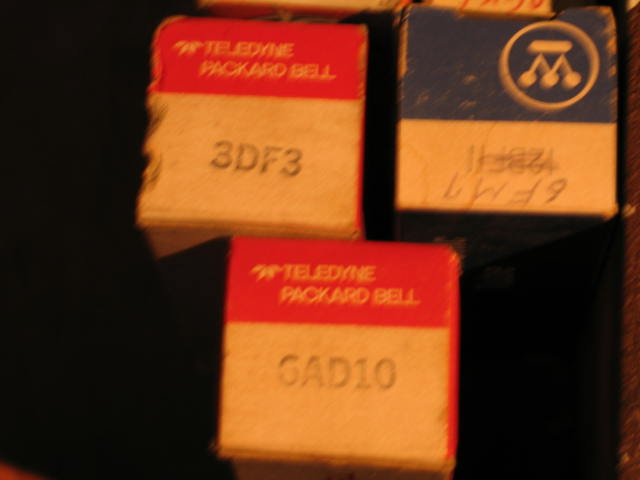 TELEDYNE
PACKARD BELL
3DF3
6FM7
TELEDYNE
PACKARD BELL
6AD10